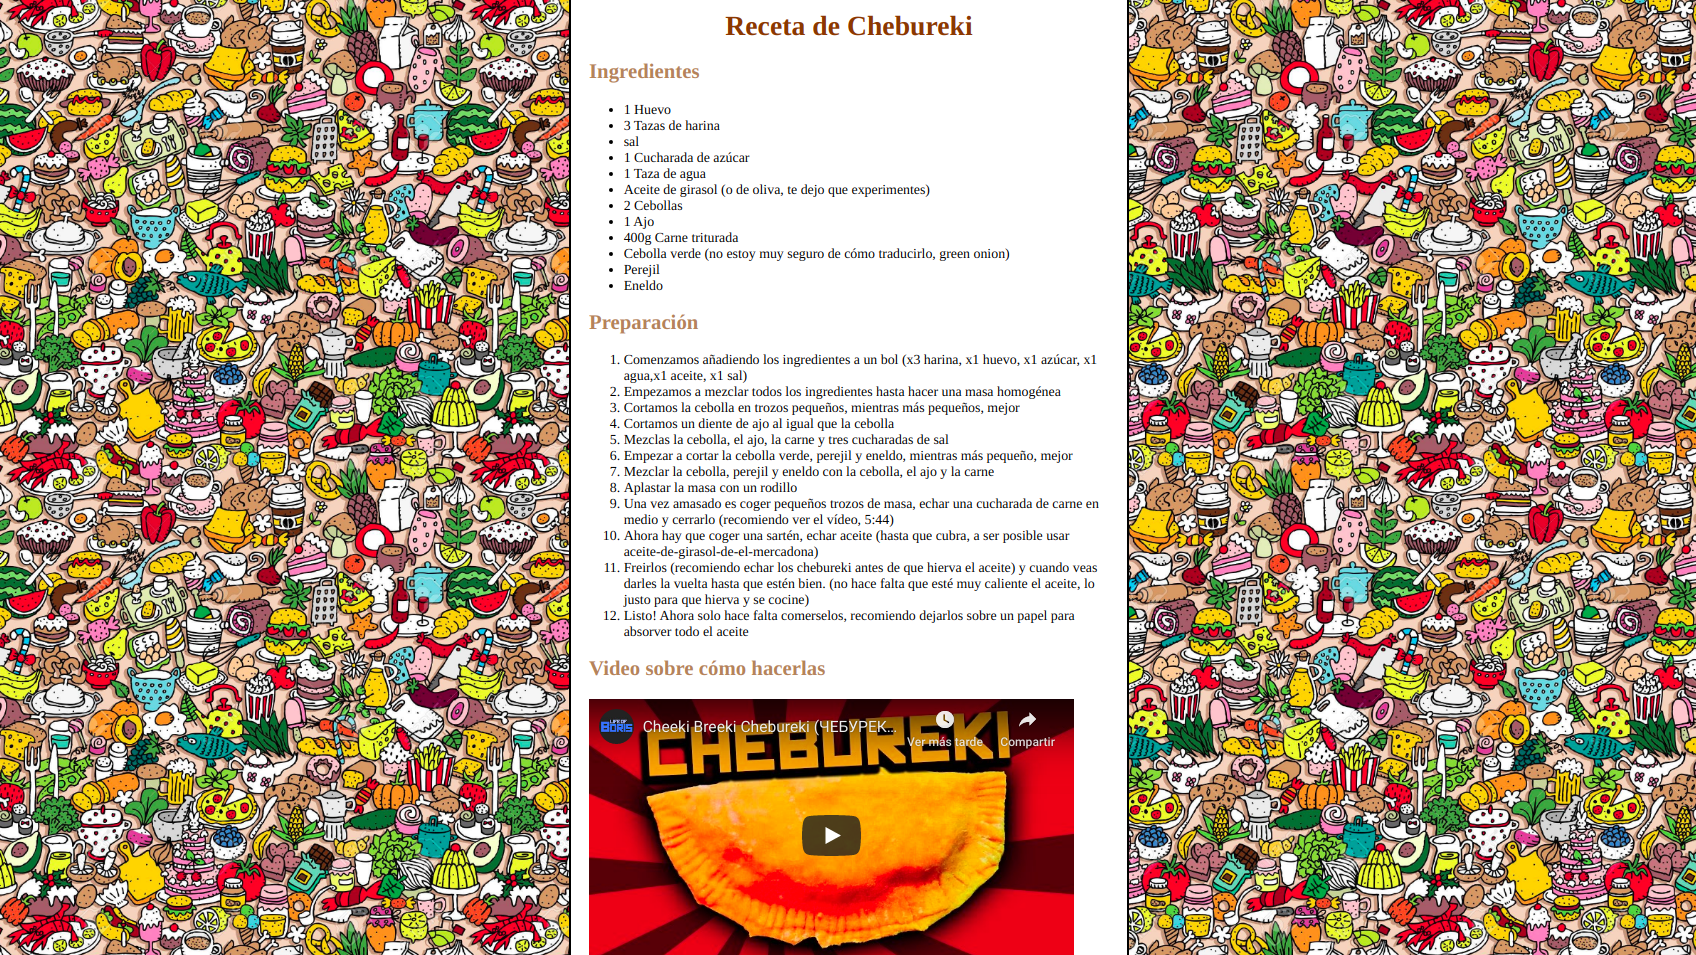 Receta de Chebureki
Ingredientes
1 Huevo
3 Tazas de harina
sal
1 Cucharada de azúcar
1 Taza de agua
Aceite de girasol (o de oliva, te dejo que experimentes)
2 Cebollas
1 Ajo
400g Carne triturada
Cebolla verde (no estoy muy seguro de cómo traducirlo, green onion)
Perejil
Eneldo
Preparación
1. Comenzamos añadiendo los ingredientes a un bol (x3 harina, x1 huevo, x1 azúcar, x1
agua,x1 aceite, x1 sal)
2. Empezamos a mezclar todos los ingredientes hasta hacer una masa homogénea
3. Cortamos la cebolla en trozos pequeños, mientras más pequeños, mejor
4. Cortamos un diente de ajo al igual que la cebolla
5. Mezclas la cebolla, el ajo, la carne y tres cucharadas de sal
6. Empezar a cortar la cebolla verde, perejil y eneldo, mientras más pequeño, mejor
7. Mezclar la cebolla, perejil y eneldo con la cebolla, el ajo y la carne
8. Aplastar la masa con un rodillo
9. Una vez amasado es coger pequeños trozos de masa, echar una cucharada de carne en
medio y cerrarlo (recomiendo ver el vídeo, 5:44)
10. Ahora hay que coger una sartén, echar aceite (hasta que cubra, a ser posible usar
aceite-de-girasol-de-el-mercadona)
11. Freirlos (recomiendo echar los chebureki antes de que hierva el aceite) y cuando veas
darles la vuelta hasta que estén bien. (no hace falta que esté muy caliente el aceite, lo
justo para que hierva y se cocine)
12. Listo! Ahora solo hace falta comerselos, recomiendo dejarlos sobre un papel para
absorver todo el aceite
Video sobre cómo hacerlas
LIFE OF
BORIS
Cheeki Breeki Chebureki (ЧЕБУРЕК...
Ver más tarde
Compartir
CHEBUREKI